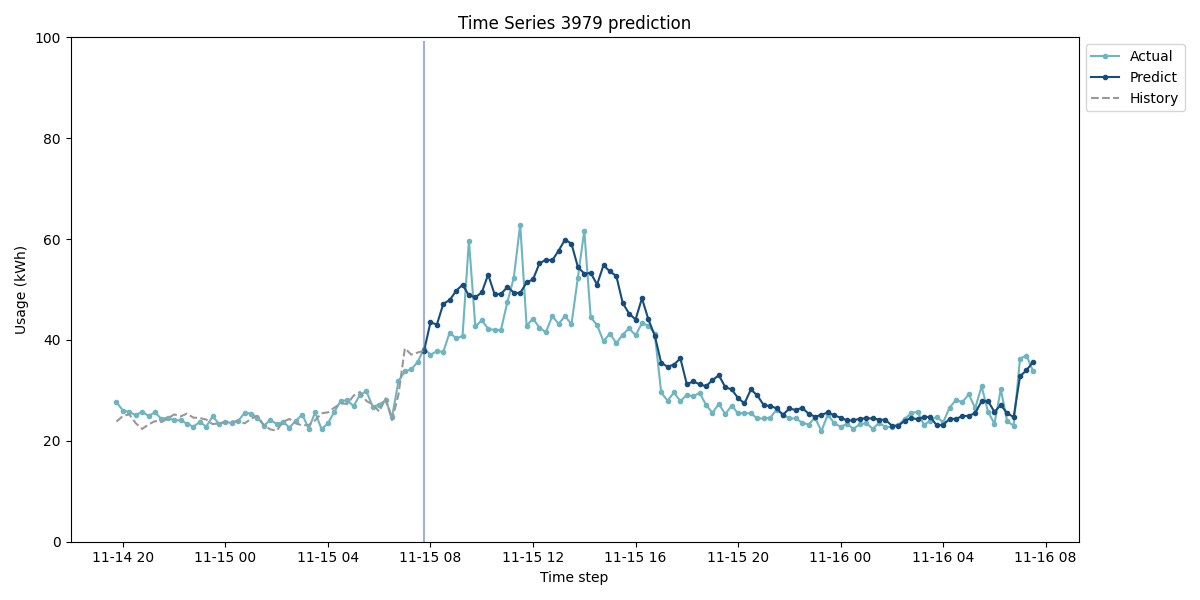 Time Series 3979 prediction
Actual
Predict
History
100
80
60
40
20
0
Usage (kWh)
11-14 20
11-15 00
11-15 04
11-15 08
11-15 12
11-15 16
11-15 20
11-16 00
11-16 04
11-16 08
Time step